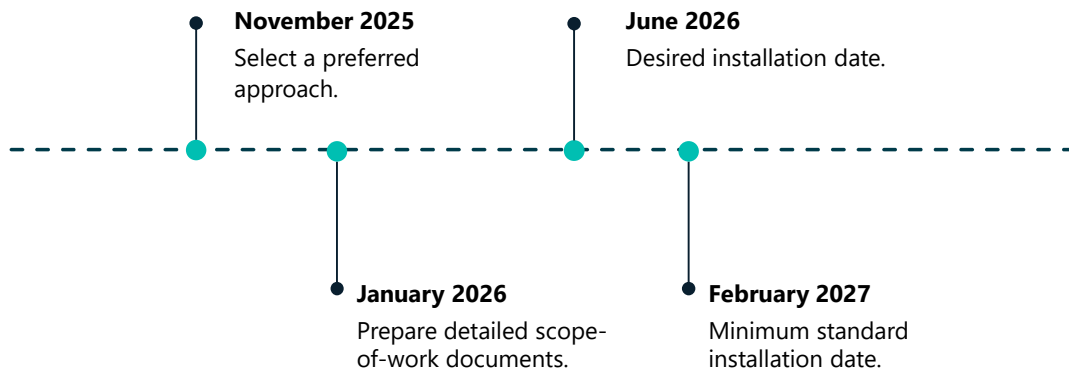 November 2025
Select a preferred
approach.
June 2026
Desired installation date.
January 2026
Prepare detailed scope-
of-work documents.
February 2027
Minimum standard
installation date.